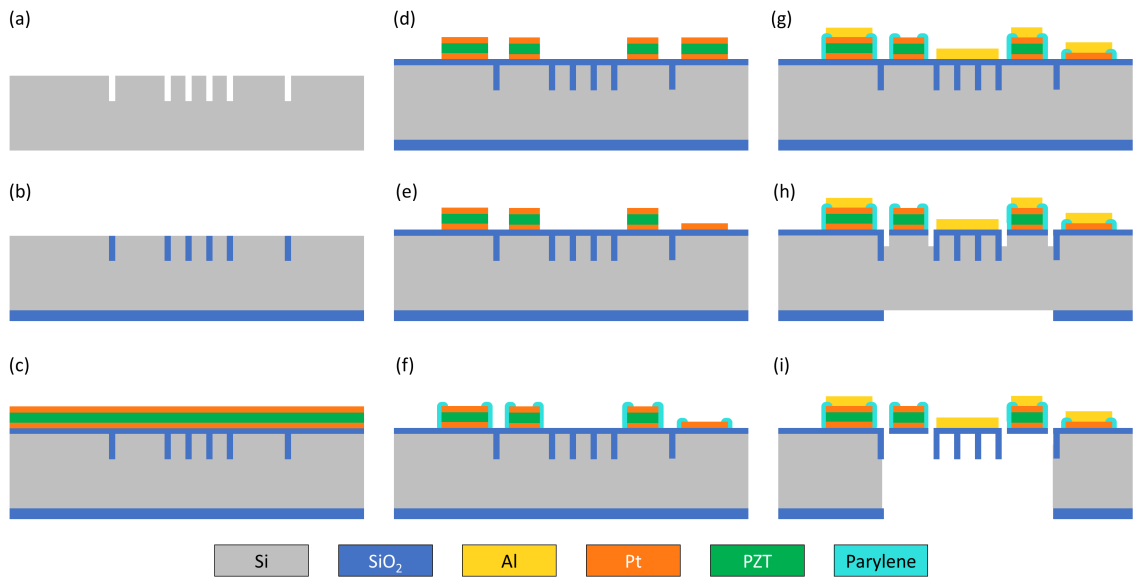 (a)
(d)
(g)
(b)
(e)
(h)
(c)
(f)
(i)
Si
SiO₂
Al
Pt
PZT
Parylene